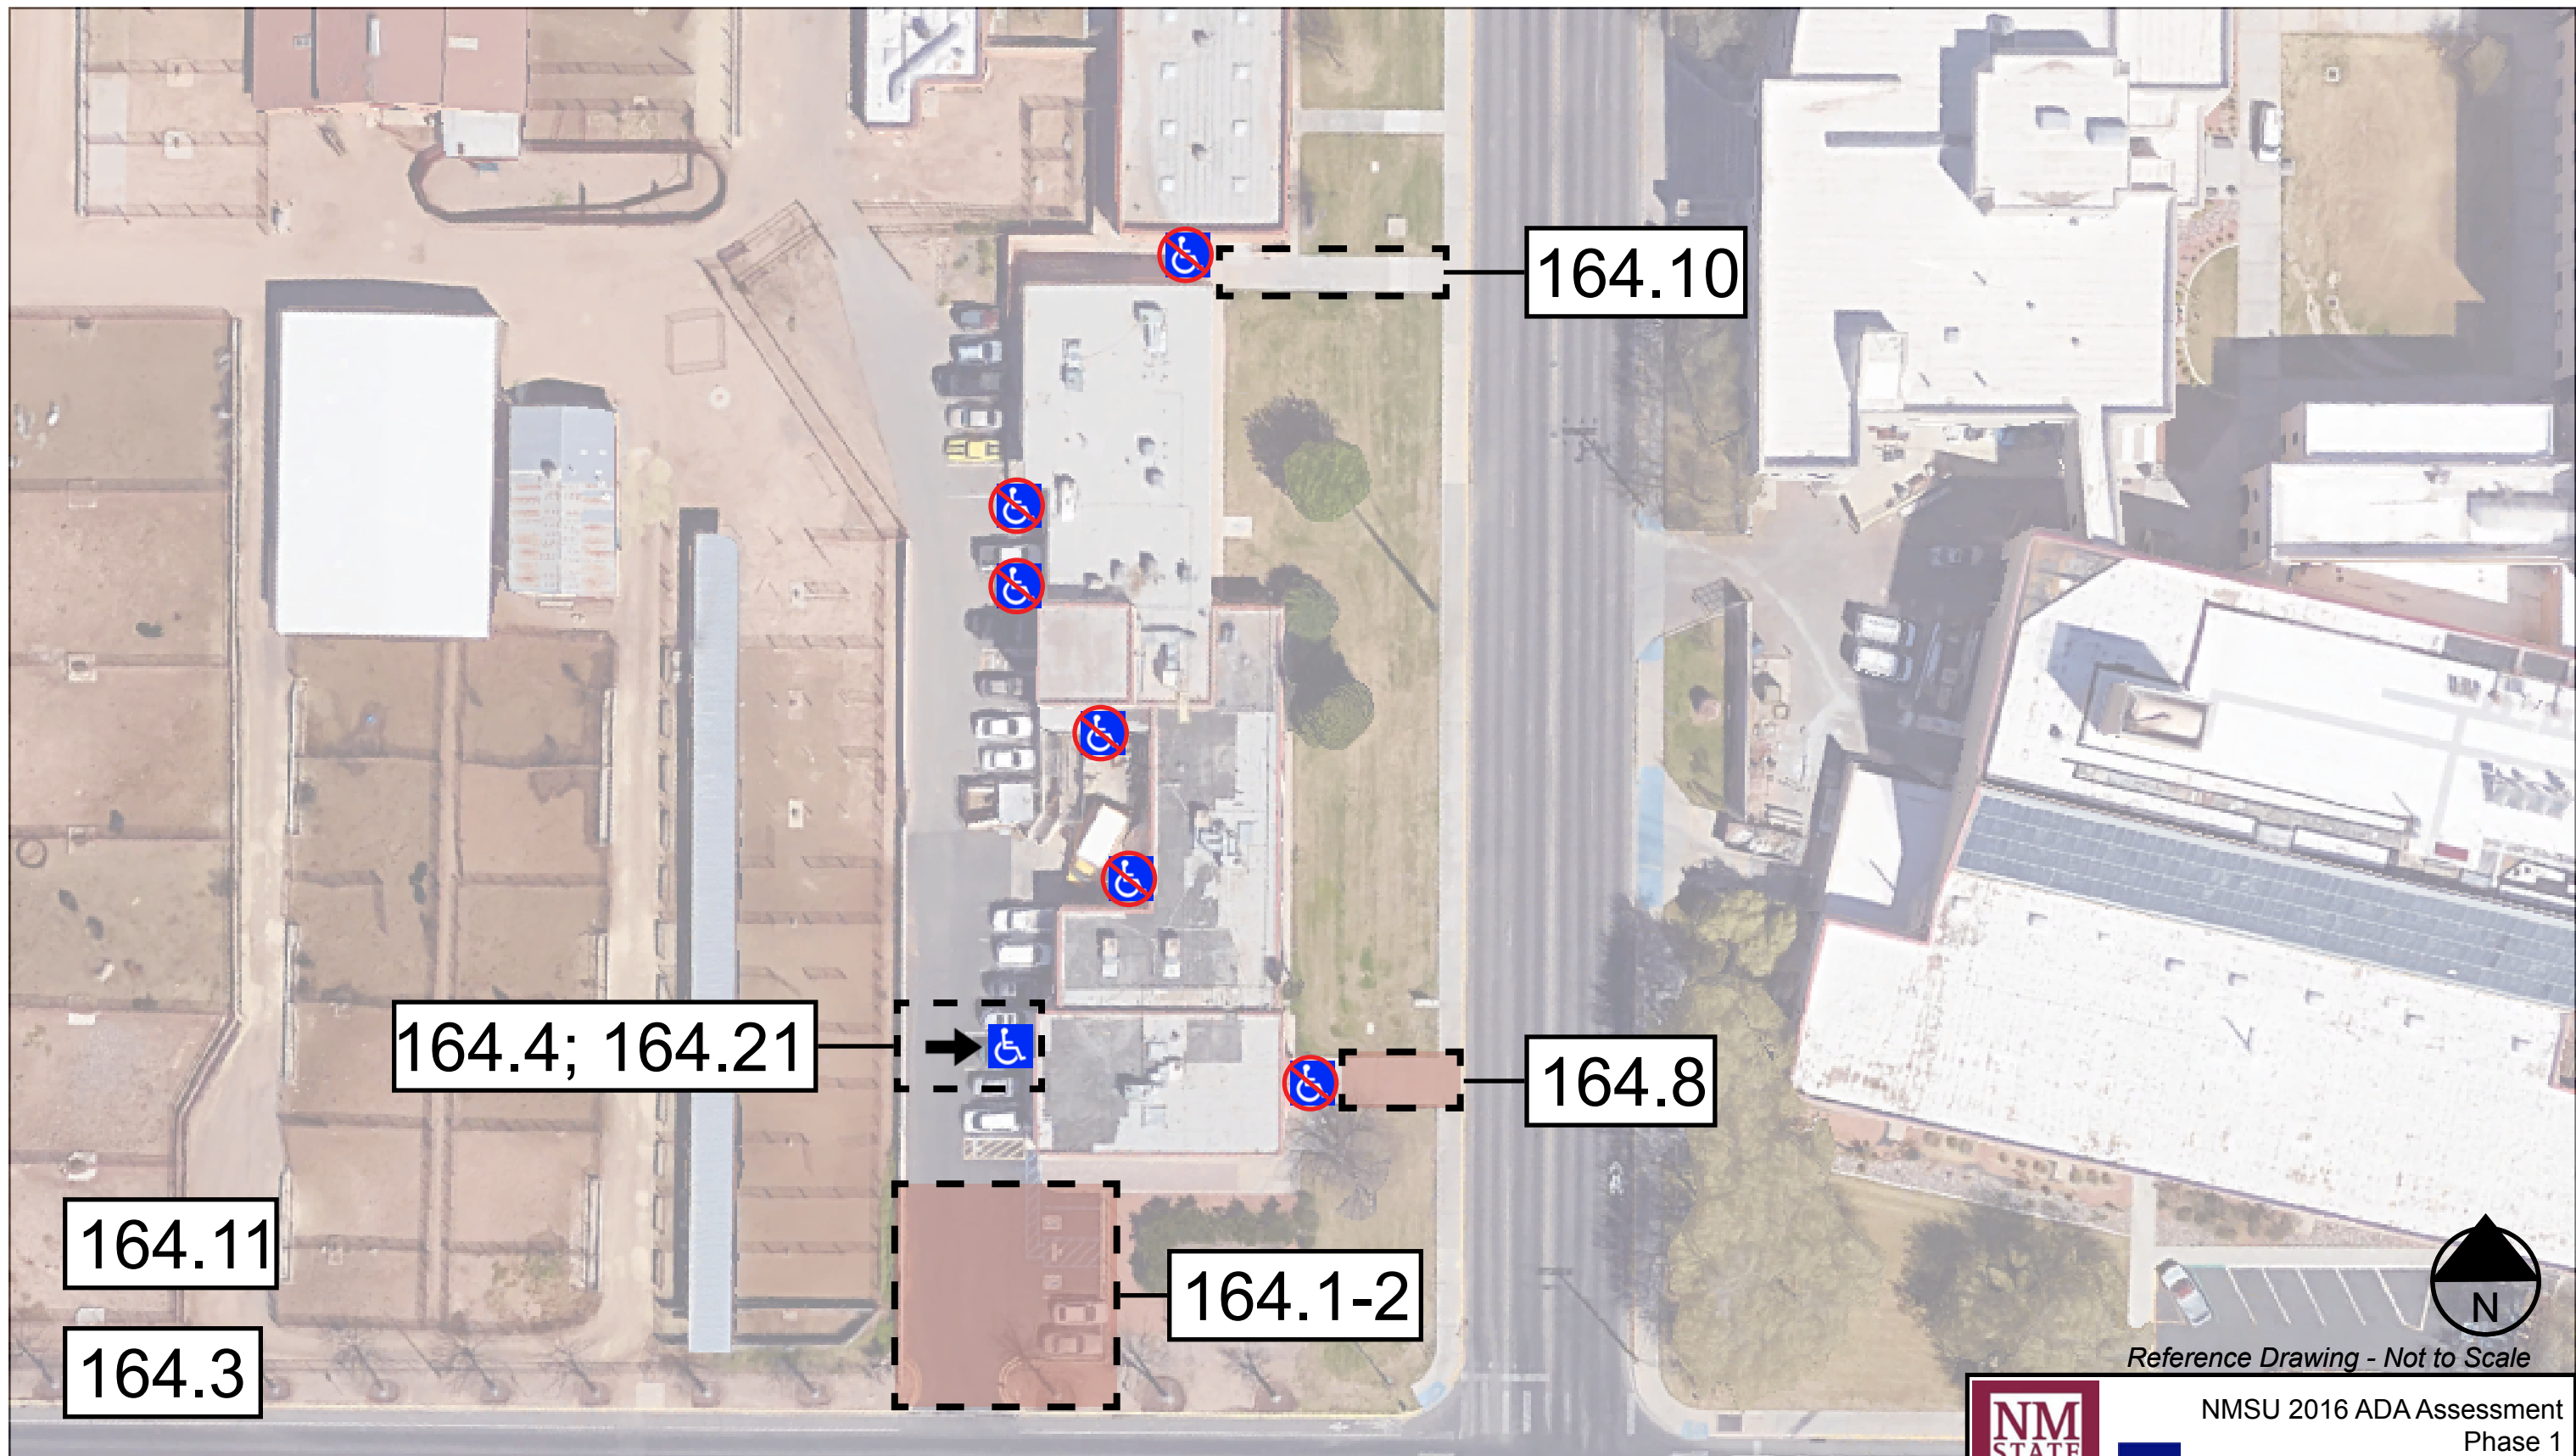 164.10
164.4; 164.21
164.8
164.11
164.1-2
164.3
N
Reference Drawing - Not to Scale
NM
STATE
NMSU 2016 ADA Assessment
Phase 1